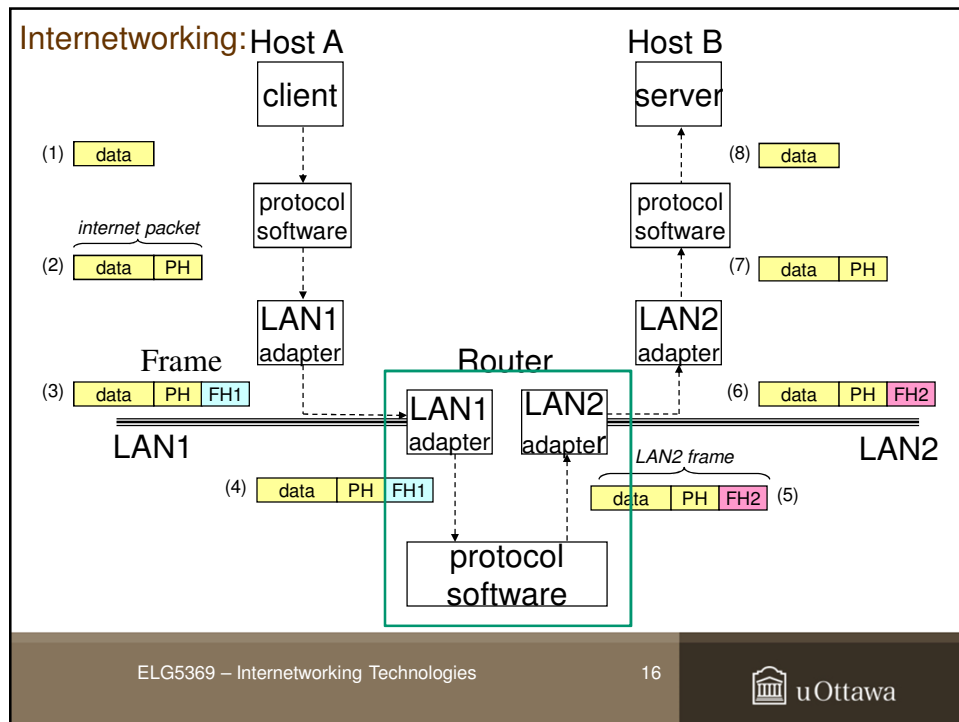 Internetworking:
Host A
Host B
client
server
(1) data
(8) data
protocol
software
protocol
software
internet packet
(2) data PH
(7) data PH
LAN1
adapter
LAN2
adapter
Frame
Router
(3) data PH FH1
(6) data PH FH2
LAN1
adapter
LAN2
adapter
LAN1
LAN2
LAN2 frame
(4) data PH FH1
data PH FH2 (5)
protocol
software
ELG5369 – Internetworking Technologies
16
uOttawa